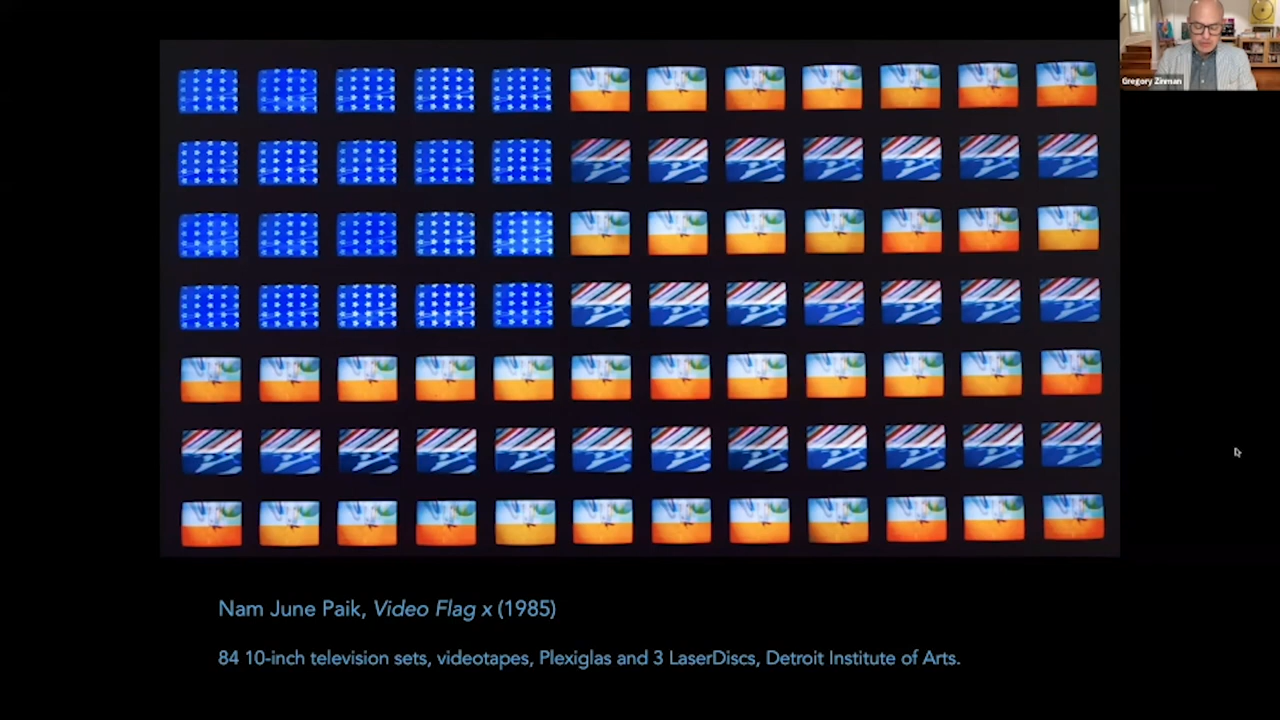 Gregory Zinman
Nam June Paik, Video Flag x (1985)
84 10-inch television sets, videotapes, Plexiglas and 3 LaserDiscs, Detroit Institute of Arts.